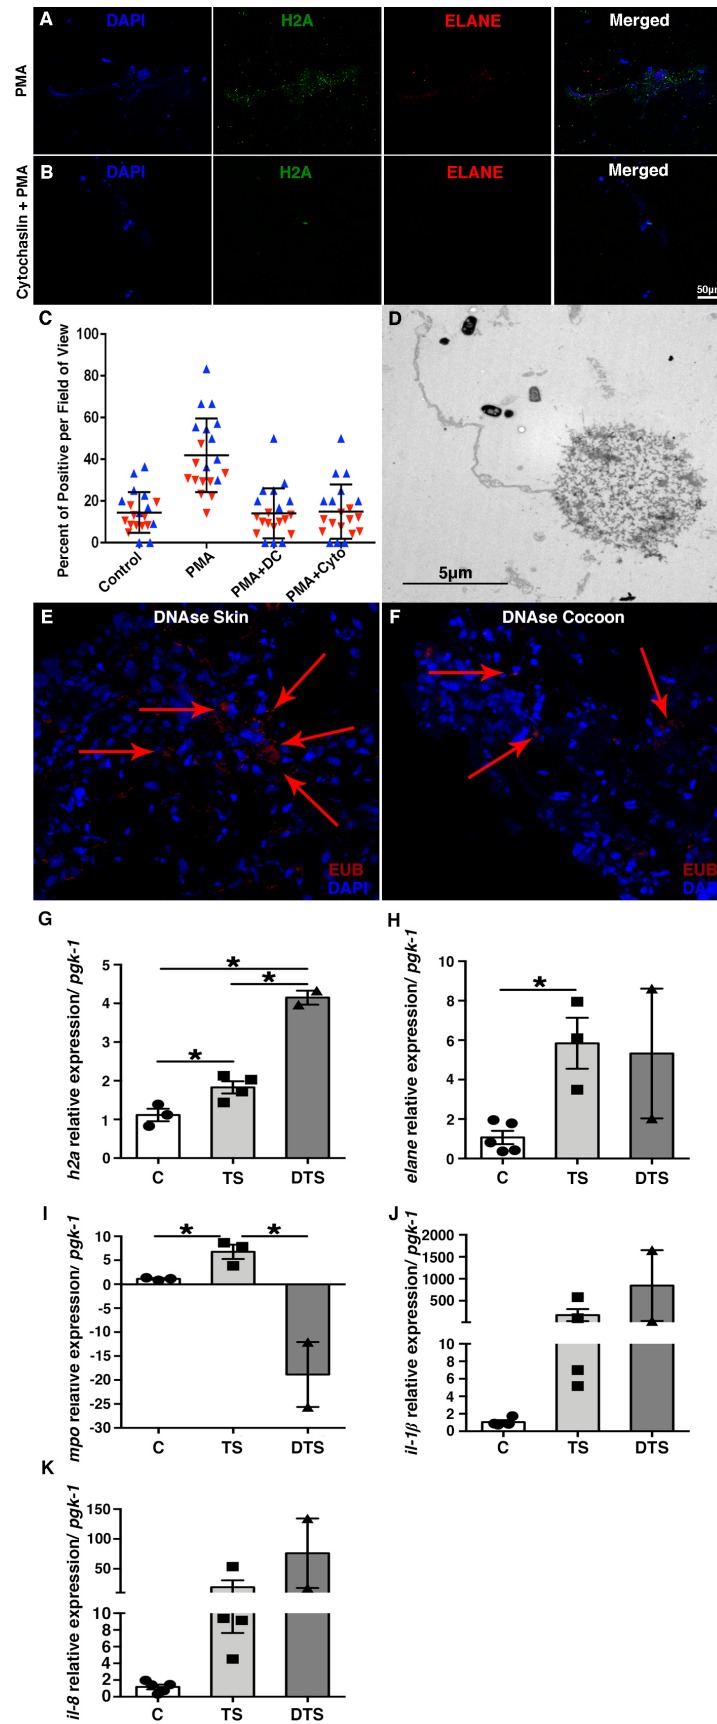 A DAPI H2A ELANE Merged
PMA
B DAPI H2A ELANE Merged
Cytochaslin + PMA
50µm
C
Percent of Positive per Field of View
100
80
60
40
20
0
Control PMA PMA+DC PMA+Cyto
D
5µm
E DNAse Skin
EUB
DAPI
F DNAse Cocoon
EUB
DAP
G
h2a relative expression/ pgk-1
5
4
3
2
1
0
* * *
C TS DTS
H
elane relative expression/ pgk-1
10
8
6
4
2
0
*
C TS DTS
I
mpo relative expression/ pgk-1
10
5
0
-5
-10
-15
-20
-25
-30
* *
C TS DTS
J
il-1β relative expression/ pgk-1
2000
1500
1000
500
10
8
6
4
2
0
C TS DTS
K
il-8 relative expression/ pgk-1
150
100
50
10
8
6
4
2
0
C TS DTS